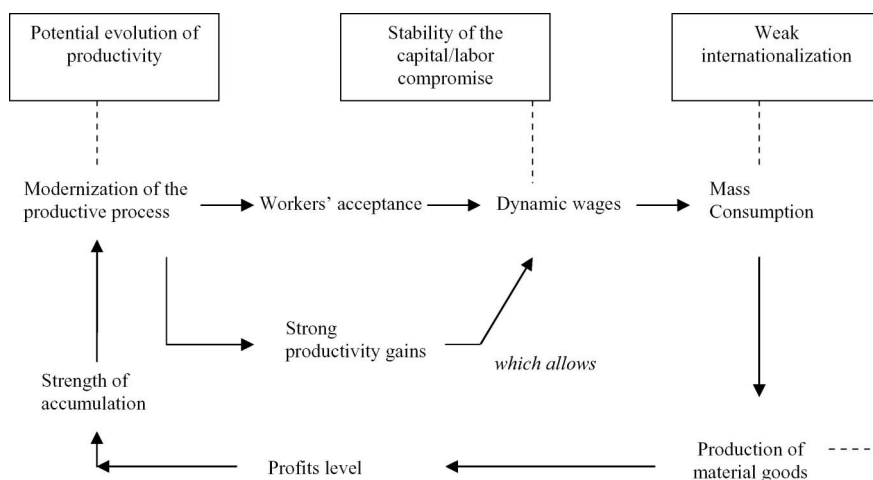 Potential evolution of
productivity
Stability of the
capital/labor
compromise
Weak
internationalization
Modernization of the
productive process
Workers’ acceptance
Dynamic wages
Mass
Consumption
Strong
productivity gains
which allows
Strength of
accumulation
Profits level
Production of
material goods